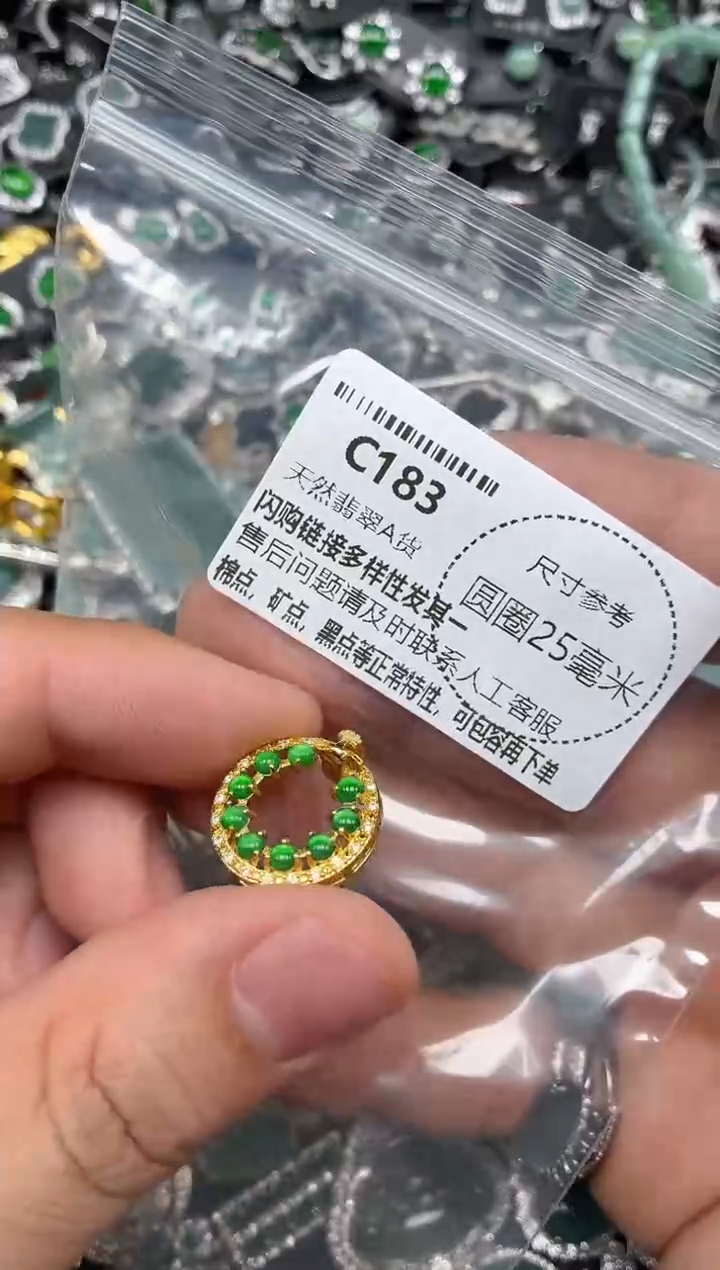 C183
天然翡翠A货
闪购链接多样性发其一
售后问题请及时联系人工客服
棉点，矿点，黑点等正常特性，可包容再下单
尺寸参考
圆圈25毫米